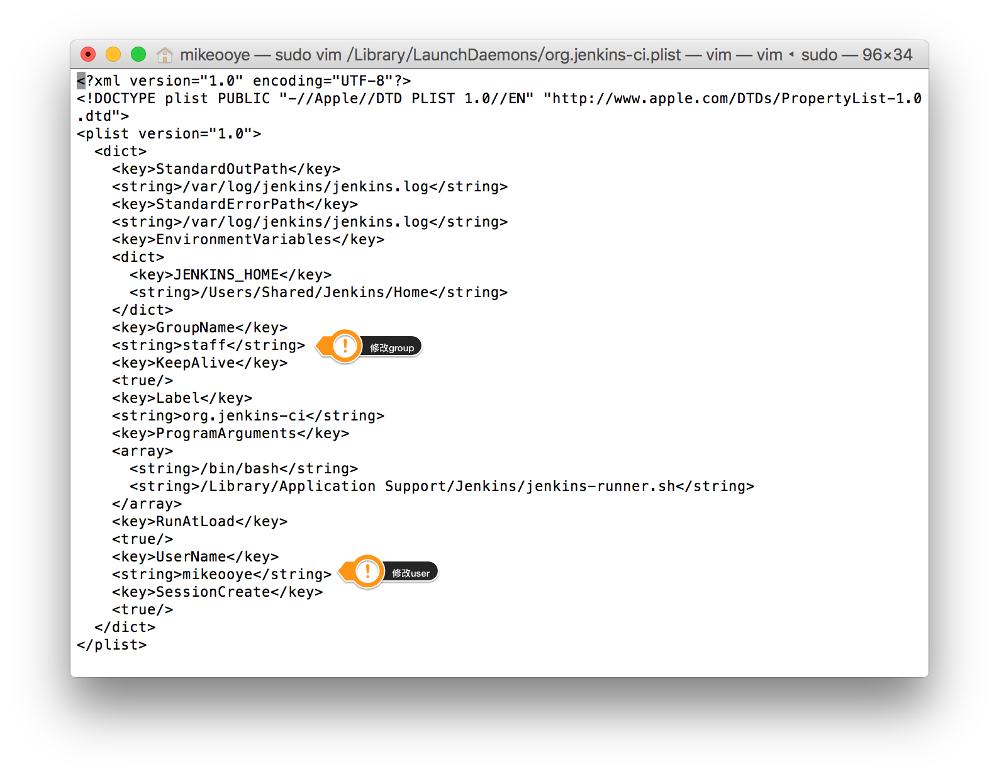 mikeooye — sudo vim /Library/LaunchDaemons/org.jenkins-ci.plist — vim — vim ◂ sudo — 96×34
<?xml version="1.0" encoding="UTF-8"?>
<!DOCTYPE plist PUBLIC "-//Apple//DTD PLIST 1.0//EN" "http://www.apple.com/DTDs/PropertyList-1.0
.dtd">
<plist version="1.0">
  <dict>
    <key>StandardOutPath</key>
    <string>/var/log/jenkins/jenkins.log</string>
    <key>StandardErrorPath</key>
    <string>/var/log/jenkins/jenkins.log</string>
    <key>EnvironmentVariables</key>
    <dict>
      <key>JENKINS_HOME</key>
      <string>/Users/Shared/Jenkins/Home</string>
    </dict>
    <key>GroupName</key>
    <string>staff</string> ! 修改group
    <key>KeepAlive</key>
    <true/>
    <key>Label</key>
    <string>org.jenkins-ci</string>
    <key>ProgramArguments</key>
    <array>
      <string>/bin/bash</string>
      <string>/Library/Application Support/Jenkins/jenkins-runner.sh</string>
    </array>
    <key>RunAtLoad</key>
    <true/>
    <key>UserName</key>
    <string>mikeooye</string> ! 修改user
    <key>SessionCreate</key>
    <true/>
  </dict>
</plist>